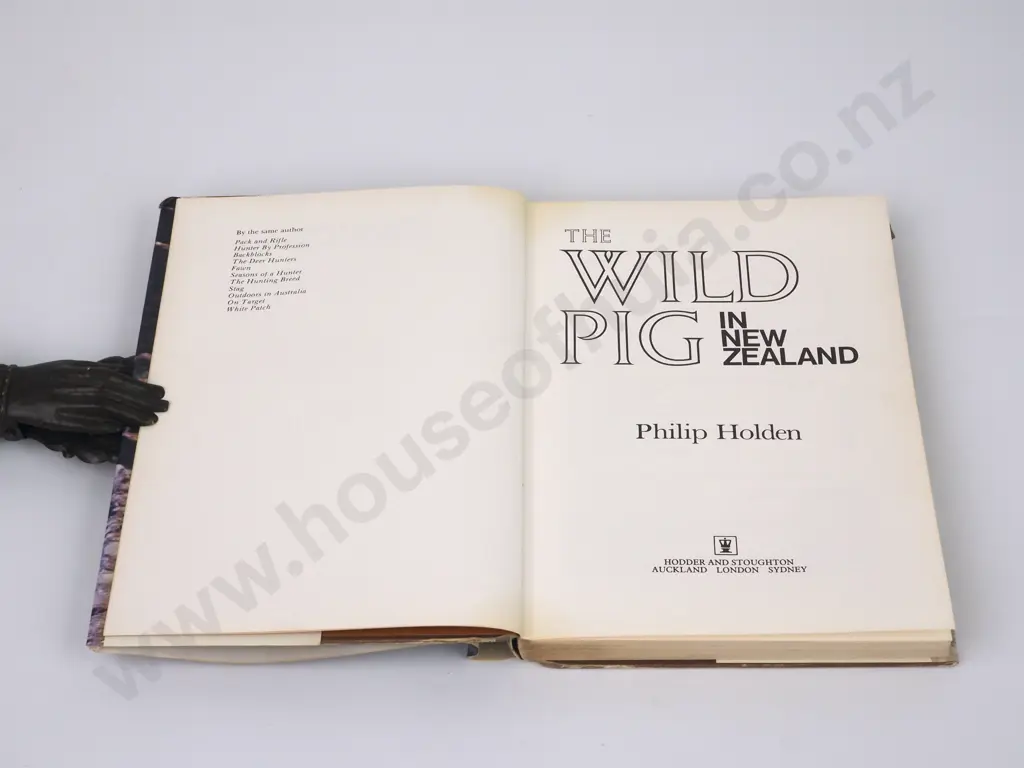 By the same author
Pack and Rifle
Hunter By Profession
Backblocks
The Deer Hunters
Fawn
Seasons of a Hunter
The Hunting Breed
Stag
Outdoors in Australia
On Target
White Patch
THE
WILD
PIG
IN
NEW
ZEALAND
Philip Holden
HODDER AND STOUGHTON
AUCKLAND LONDON SYDNEY
www.houseofhuia.co.nz